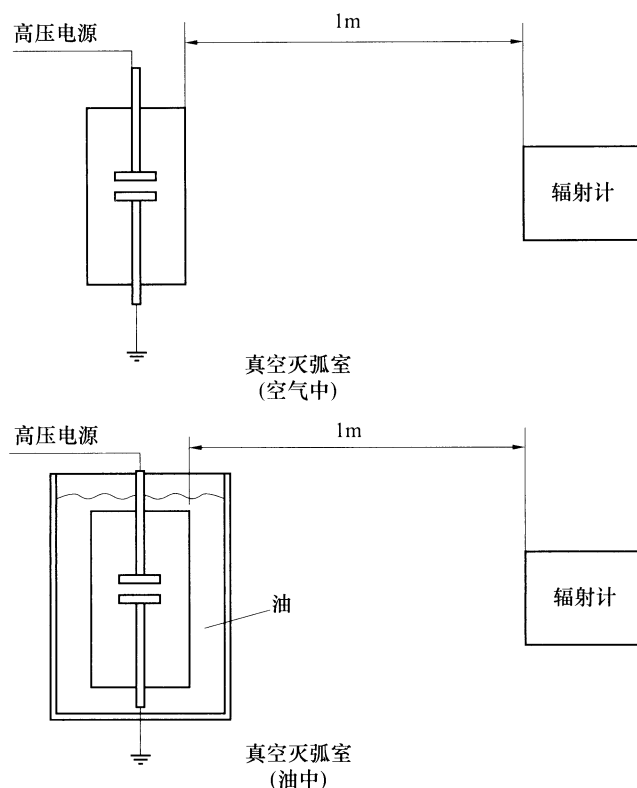 高压电源
1m
辐射计
真空灭弧室
(空气中)
高压电源
1m
辐射计
油
真空灭弧室
(油中)